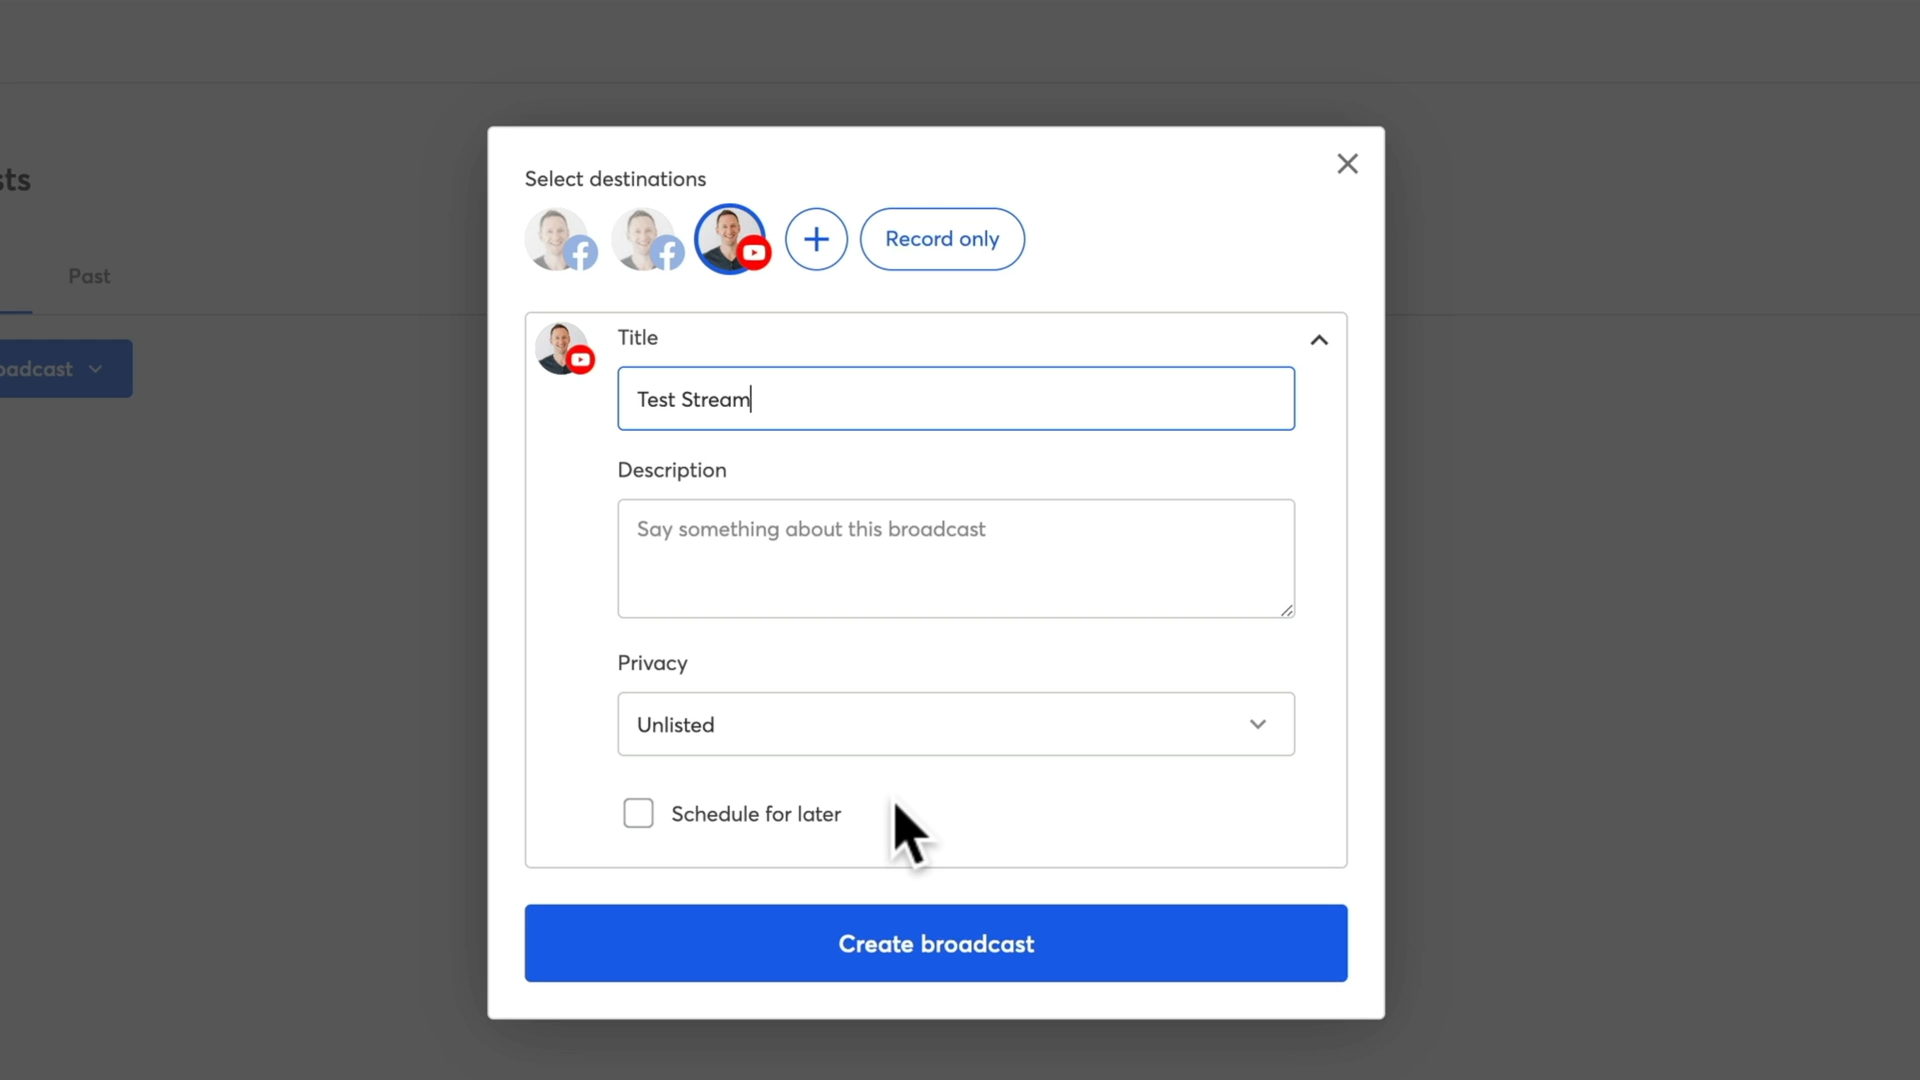 Select destinations
Record only
sts
Past
oadcast
Title
Test Stream
Description
Say something about this broadcast
Privacy
Unlisted
Schedule for later
Create broadcast